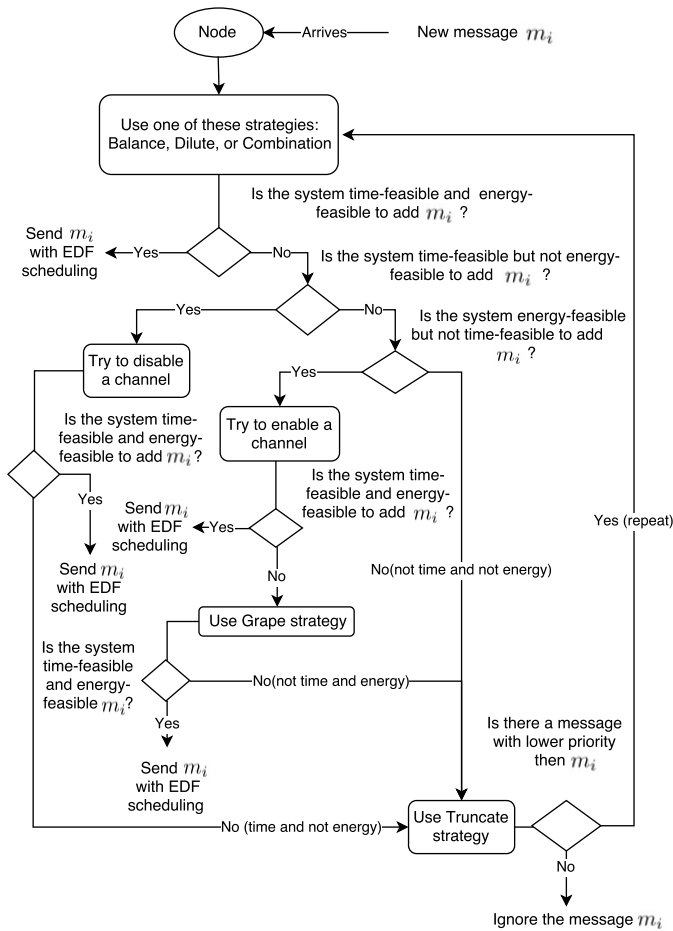 Node
Arrives
New message m_i
Use one of these strategies:
Balance, Dilute, or Combination
Is the system time-feasible and energy-
feasible to add m_i ?
Send m_i
with EDF
scheduling
Yes
No
Is the system time-feasible but not energy-
feasible to add m_i ?
Yes
No
Is the system energy-feasible
but not time-feasible to add
m_i ?
Try to disable
a channel
Yes
Try to enable a
channel
Is the system time-
feasible and energy-
feasible to add m_i?
Yes
Send m_i
with EDF
scheduling
Is the system time-
feasible and energy-
feasible to add m_i ?
Send m_i
with EDF
scheduling
Yes
No
No(not time and not energy)
Yes (repeat)
Use Grape strategy
Is the system
time-feasible
and energy-
feasible m_i?
No(not time and energy)
Yes
Send m_i
with EDF
scheduling
Is there a message
with lower priority
then m_i
No (time and not energy)
Use Truncate
strategy
No
Ignore the message m_i